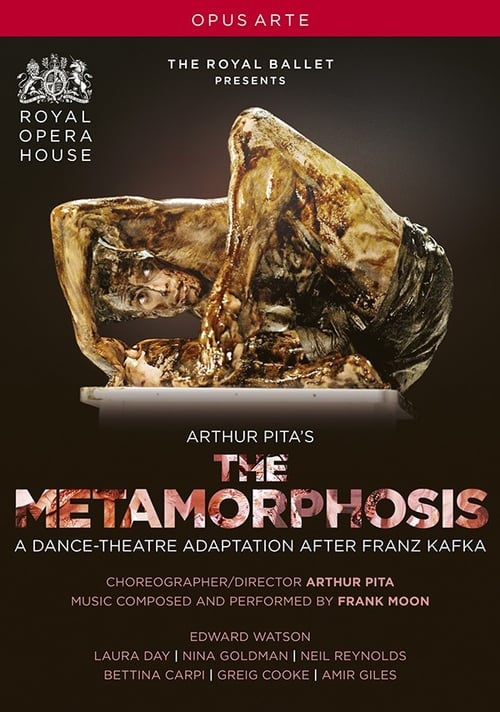 OPUS ARTE
THE ROYAL BALLET
PRESENTS
ROYAL
OPERA
HOUSE
ARTHUR PITA'S
THE
METAMORPHOSIS
A DANCE-THEATRE ADAPTATION AFTER FRANZ KAFKA
CHOREOGRAPHER/DIRECTOR ARTHUR PITA
MUSIC COMPOSED AND PERFORMED BY FRANK MOON
EDWARD WATSON
LAURA DAY | NINA GOLDMAN | NEIL REYNOLDS
BETTINA CARPI | GREIG COOKE | AMIR GILES